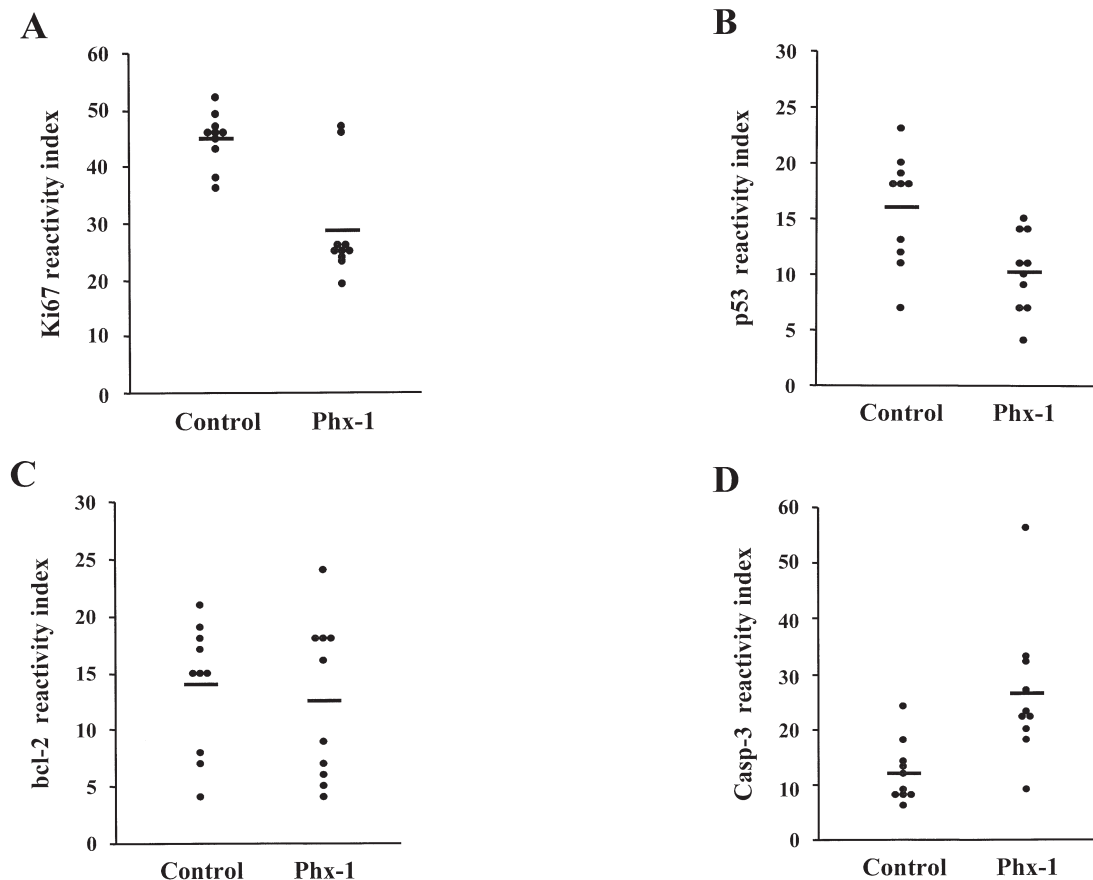 A
Ki67 reactivity index
60
50
40
30
20
10
0
Control Phx-1
B
p53 reactivity index
30
25
20
15
10
5
0
Control Phx-1
C
bcl-2 reactivity index
30
25
20
15
10
5
0
Control Phx-1
D
Casp-3 reactivity index
60
50
40
30
20
10
0
Control Phx-1